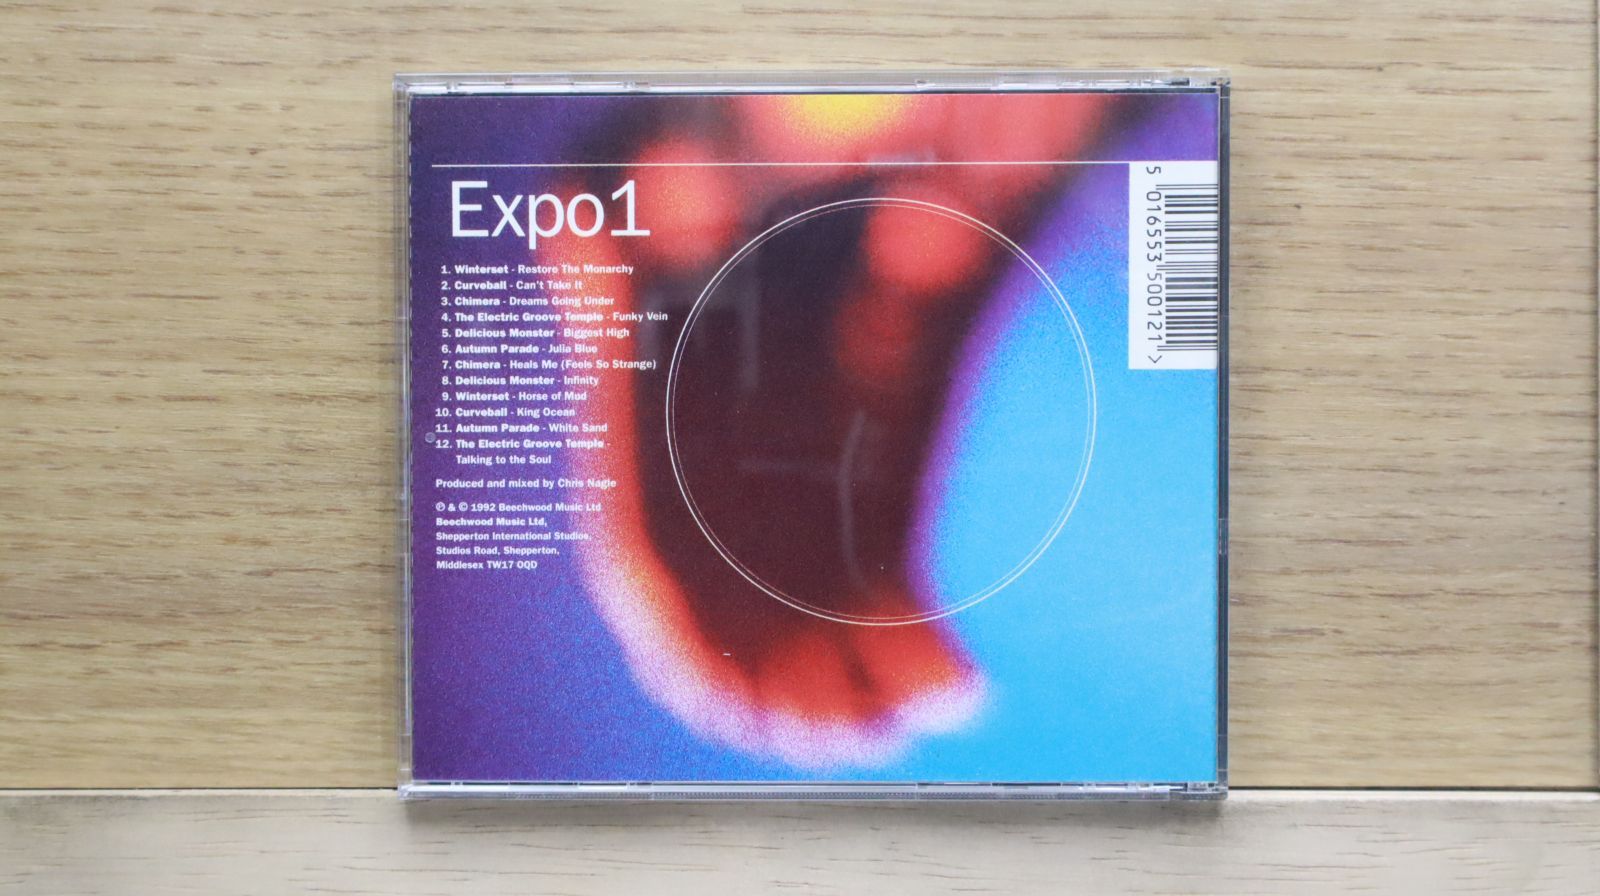 Expo1
1. Winterset - Restore The Monarchy
2. Curveball - Can't Take It
3. Chimera - Dreams Going Under
4. The Electric Groove Temple - Funky Vein
5. Delicious Monster - Biggest High
6. Autumn Parade - Julia Blue
7. Chimera - Heals Me (Feels So Strange)
8. Delicious Monster - Infinity
9. Winterset - Horse of Mud
10. Curveball - King Ocean
11. Autumn Parade - White Sand
12. The Electric Groove Temple -
Talking to the Soul
Produced and mixed by Chris Nagle
℗ & © 1992 Beechwood Music Ltd
Beechwood Music Ltd,
Shepperton International Studios,
Studios Road, Shepperton,
Middlesex TW17 OQD
5 016553 500121 >